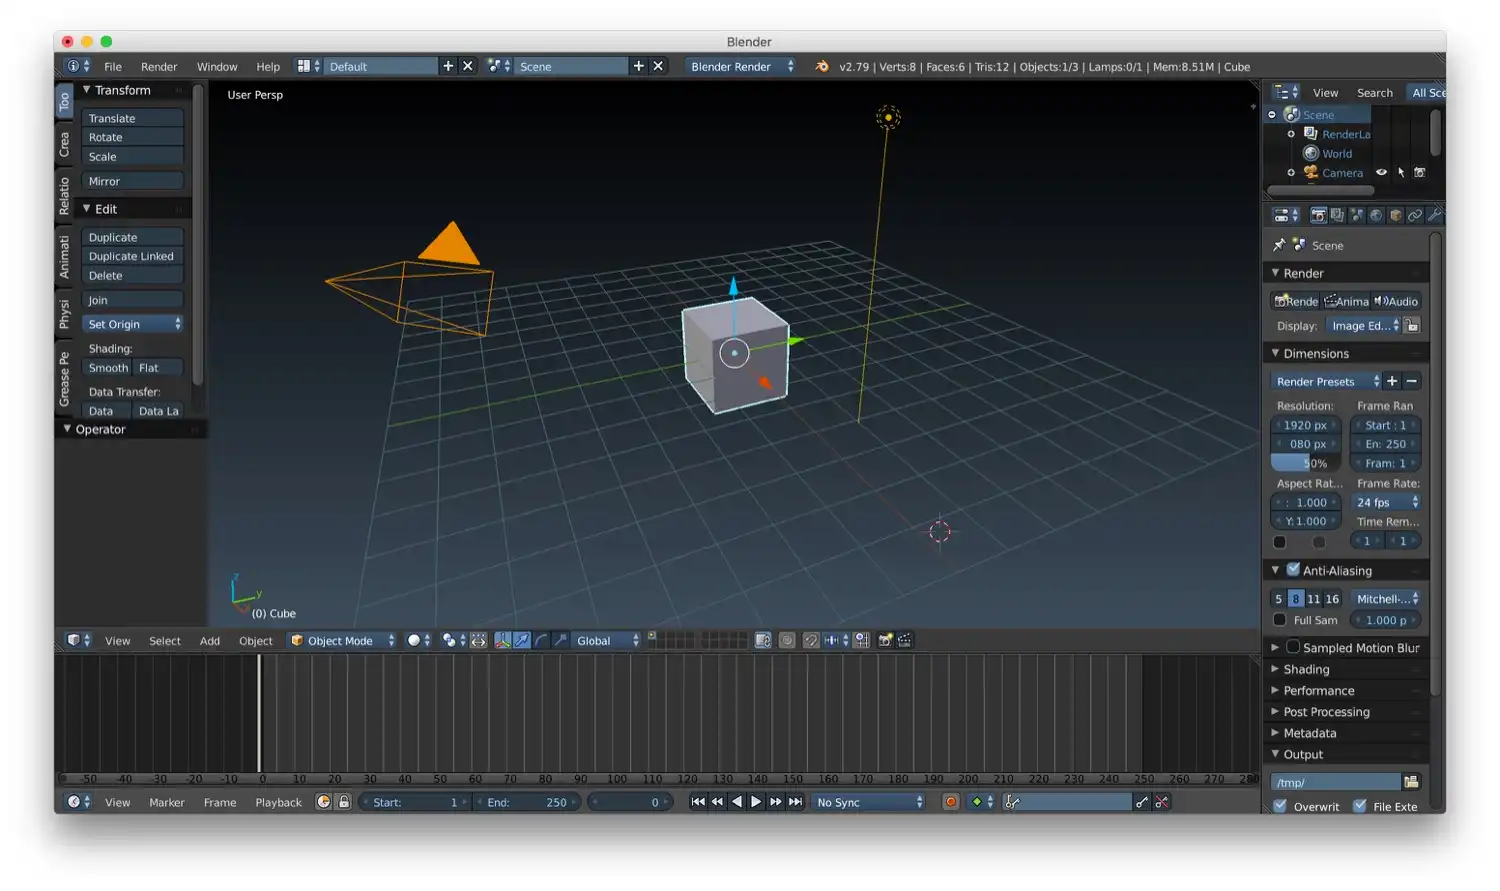 Blender
File Render Window Help Default Scene Blender Render v2.79 | Verts:8 | Faces:6 | Tris:12 | Objects:1/3 | Lamps:0/1 | Mem:8.51M | Cube
Too
Crea
Relatio
Animati
Physi
Grease Pe
Transform
Translate
Rotate
Scale
Mirror
Edit
Duplicate
Duplicate Linked
Delete
Join
Set Origin
Shading:
Smooth Flat
Data Transfer:
Data Data La
Operator
User Persp
z
y
(0) Cube
View Select Add Object Object Mode Global
-50 -40 -30 -20 -10 0 10 20 30 40 50 60 70 80 90 100 110 120 130 140 150 160 170 180 190 200 210 220 230 240 250 260 270 280
View Marker Frame Playback Start: 1 End: 250 0 No Sync
View Search All Sce
Scene
RenderLa
World
Camera
Scene
Render
Rende Anima Audio
Display: Image Ed...
Dimensions
Render Presets
Resolution: Frame Ran
1920 px Start : 1
080 px En: 250
50% Fram: 1
Aspect Rat... Frame Rate:
: 1.000 24 fps
Y: 1.000 Time Rem...
1 1
Anti-Aliasing
5 8 11 16 Mitchell-...
Full Sam 1.000 p
Sampled Motion Blur
Shading
Performance
Post Processing
Metadata
Output
/tmp/
Overwrit File Exte